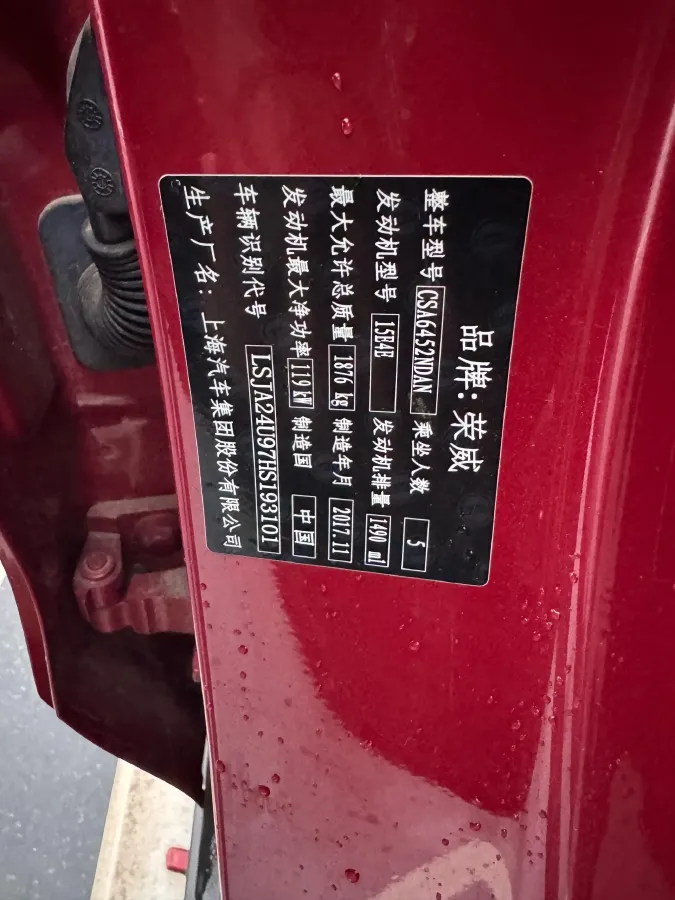 品牌: 荣威
整车型号 CSA6452NDAN 乘坐人数 5
发动机型号 15E4E 发动机排量 1490 ml
最大允许总质量 1876 kg 制造年月 2017.11
发动机最大净功率 119 kW 制造国 中国
车辆识别代号 LSJA24U97HS193101
生产厂名: 上海汽车集团股份有限公司